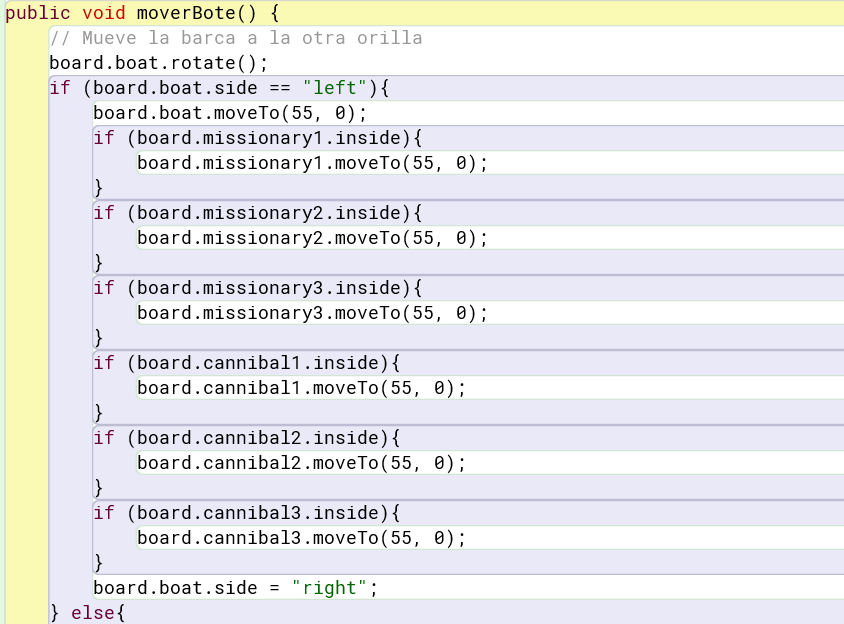 public void moverBote() {
// Mueve la barca a la otra orilla
board.boat.rotate();
if (board.boat.side == "left"){
board.boat.moveTo(55, 0);
if (board.missionary1.inside){
board.missionary1.moveTo(55, 0);
}
if (board.missionary2.inside){
board.missionary2.moveTo(55, 0);
}
if (board.missionary3.inside){
board.missionary3.moveTo(55, 0);
}
if (board.cannibal1.inside){
board.cannibal1.moveTo(55, 0);
}
if (board.cannibal2.inside){
board.cannibal2.moveTo(55, 0);
}
if (board.cannibal3.inside){
board.cannibal3.moveTo(55, 0);
}
board.boat.side = "right";
} else{